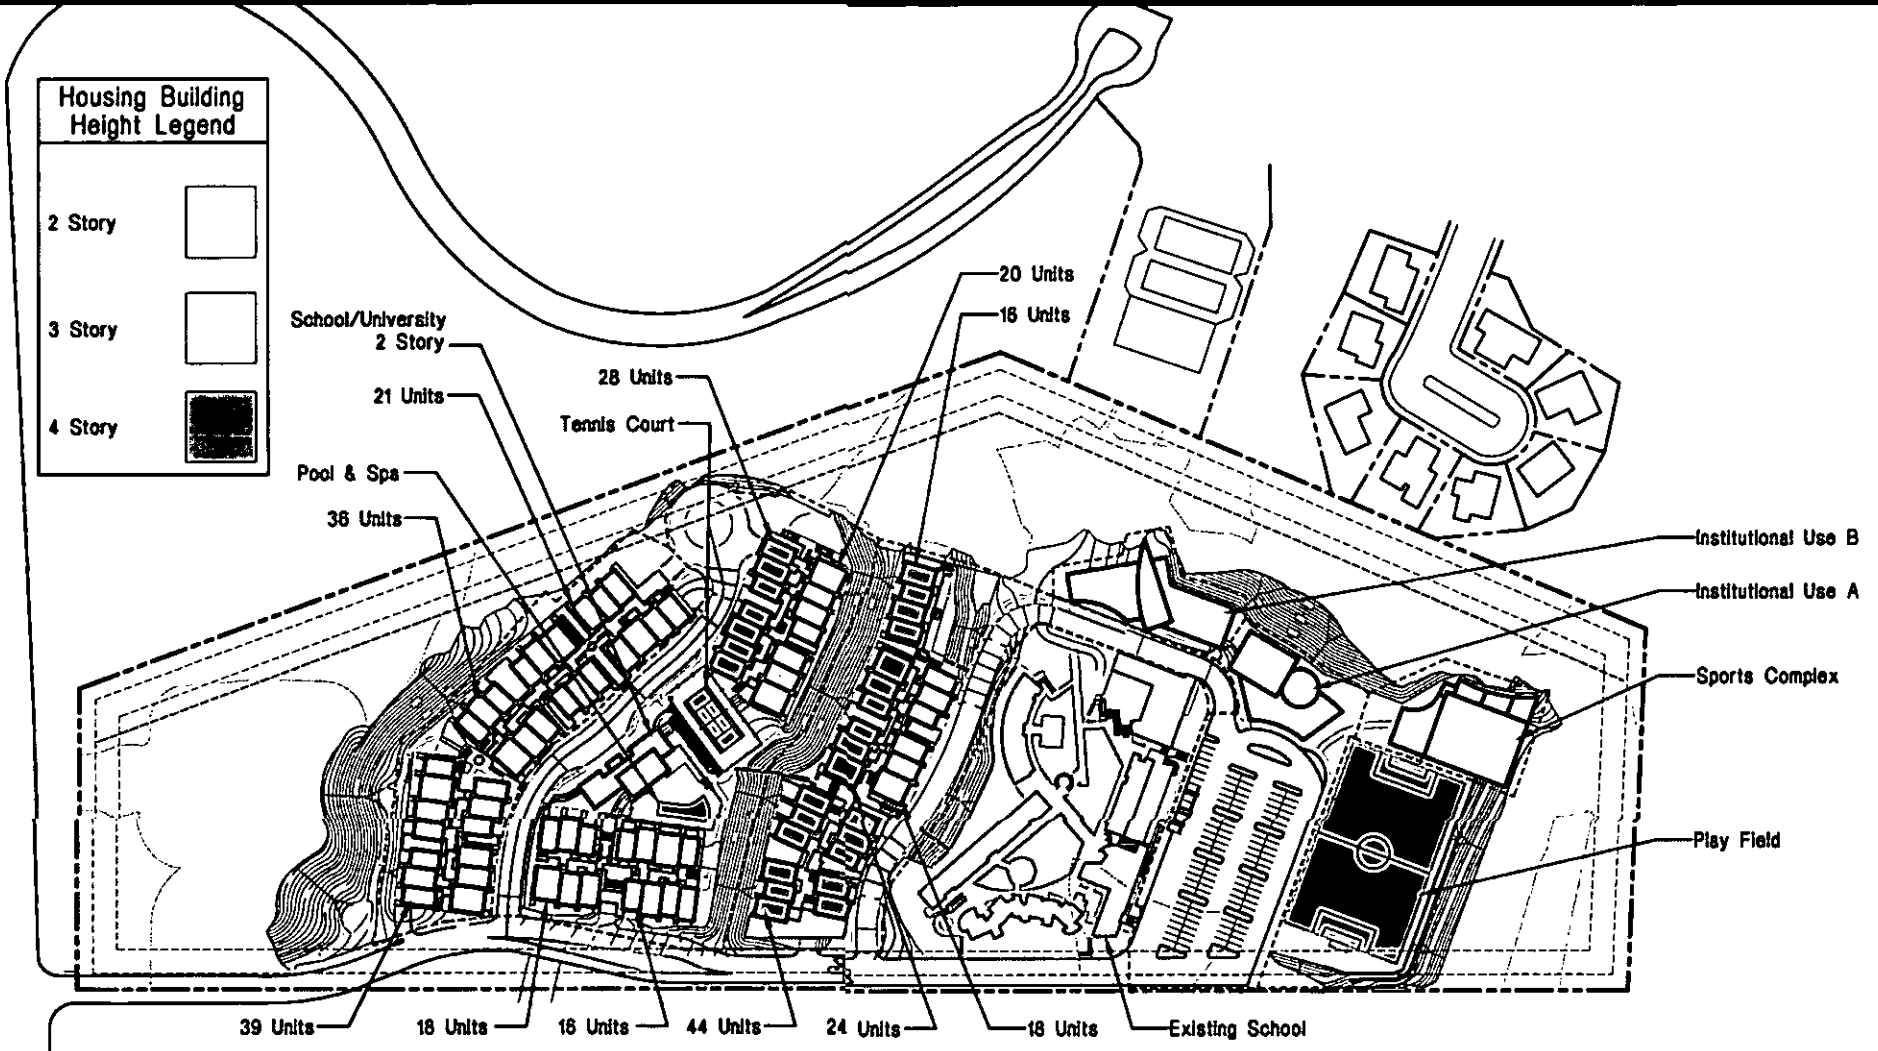 Housing Building
Height Legend
2 Story
3 Story
4 Story
School/University
2 Story
21 Units
Pool & Spa
36 Units
28 Units
Tennis Court
20 Units
16 Units
Institutional Use B
Institutional Use A
Sports Complex
Play Field
39 Units
18 Units
16 Units
44 Units
24 Units
18 Units
Existing School